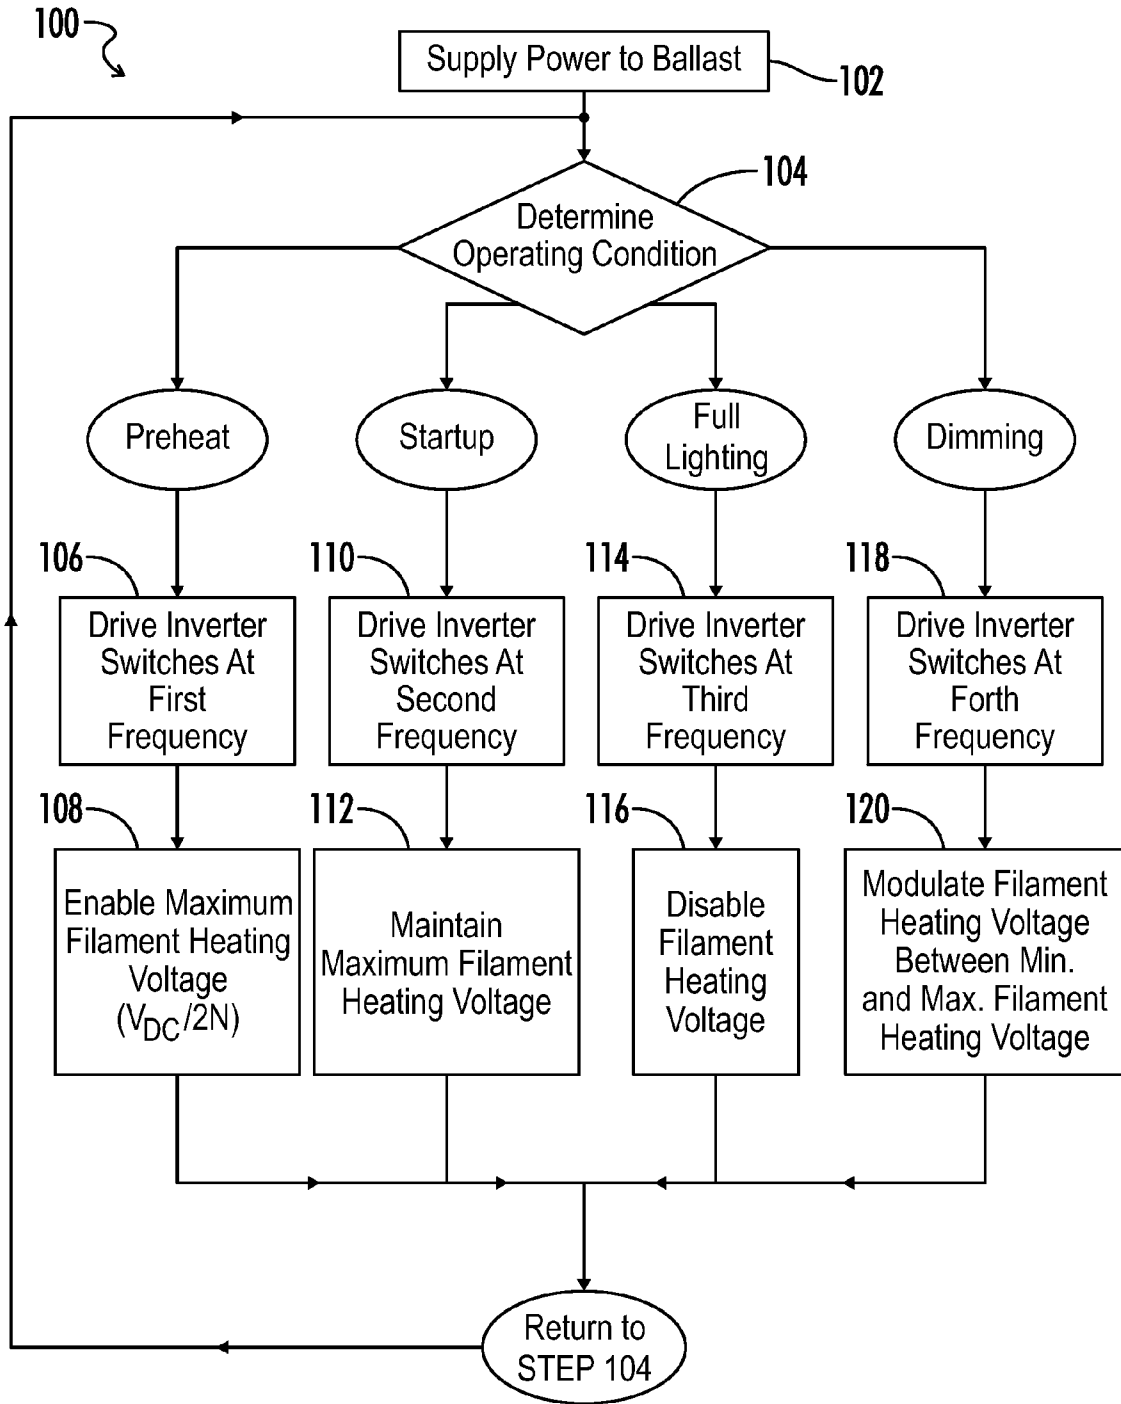 100
Supply Power to Ballast
102
104
Determine
Operating Condition
Preheat
Startup
Full
Lighting
Dimming
106
110
114
118
Drive Inverter
Switches At
First
Frequency
Drive Inverter
Switches At
Second
Frequency
Drive Inverter
Switches At
Third
Frequency
Drive Inverter
Switches At
Forth
Frequency
108
112
116
120
Enable Maximum
Filament Heating
Voltage
(VDC/2N)
Maintain
Maximum Filament
Heating Voltage
Disable
Filament
Heating
Voltage
Modulate Filament
Heating Voltage
Between Min.
and Max. Filament
Heating Voltage
Return to
STEP 104